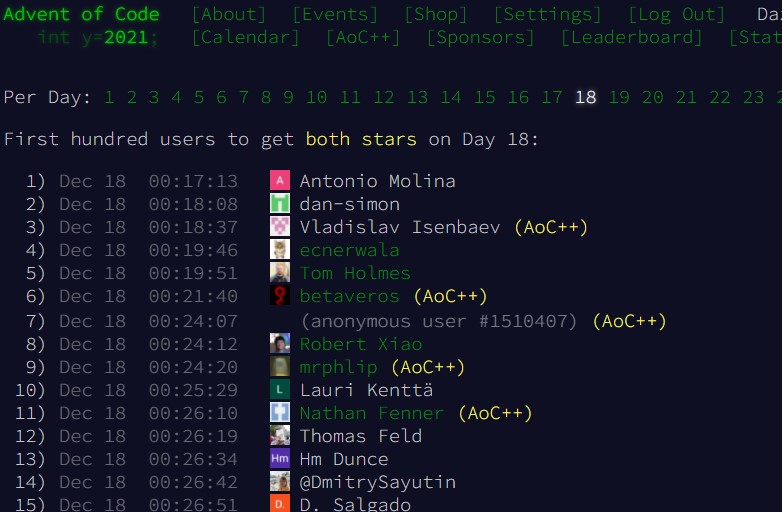 Advent of Code [About] [Events] [Shop] [Settings] [Log Out]
int y=2021; [Calendar] [AoC++] [Sponsors] [Leaderboard] [Stat
Per Day: 1 2 3 4 5 6 7 8 9 10 11 12 13 14 15 16 17 18 19 20 21 22 23
First hundred users to get both stars on Day 18:
1) Dec 18 00:17:13 A Antonio Molina
2) Dec 18 00:18:08 dan-simon
3) Dec 18 00:18:37 Vladislav Isenbaev (AoC++)
4) Dec 18 00:19:46 ecnerwala
5) Dec 18 00:19:51 Tom Holmes
6) Dec 18 00:21:40 betaveros (AoC++)
7) Dec 18 00:24:07 (anonymous user #1510407) (AoC++)
8) Dec 18 00:24:12 Robert Xiao
9) Dec 18 00:24:20 mrphlip (AoC++)
10) Dec 18 00:25:29 L Lauri Kenttä
11) Dec 18 00:26:10 Nathan Fenner (AoC++)
12) Dec 18 00:26:19 Thomas Feld
13) Dec 18 00:26:34 Hm Hm Dunce
14) Dec 18 00:26:42 @DmitrySayutin
15) Dec 18 00:26:51 D. D. Salgado